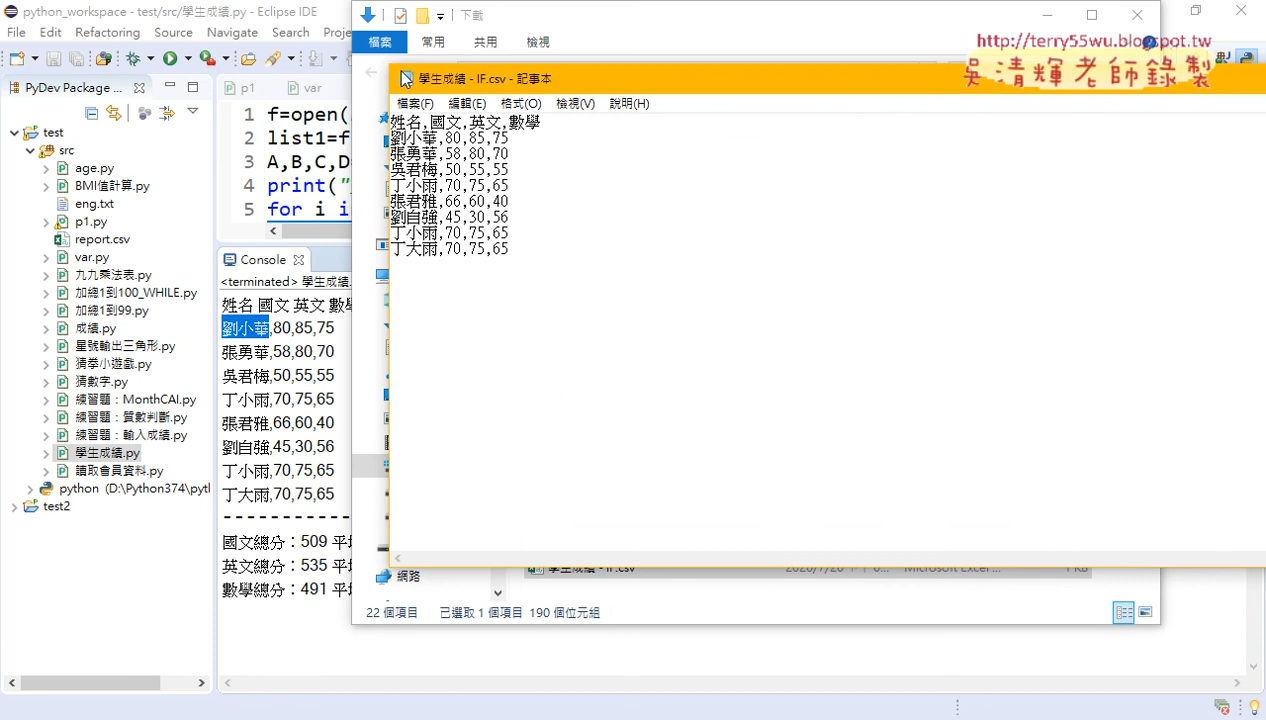 python_workspace - test/src/學生成績.py - Eclipse IDE
File Edit Refactoring Source Navigate Search Proje
PyDev Package ...
test
src
age.py
BMI值計算.py
eng.txt
p1.py
report.csv
var.py
九九乘法表.py
加總1到100_WHILE.py
加總1到99.py
成績.py
星號輸出三角形.py
猜拳小遊戲.py
猜數字.py
練習題：MonthCAl.py
練習題：質數判斷.py
練習題：輸入成績.py
學生成績.py
讀取會員資料.py
python (D:\Python374\pytl
test2
p1
var
1 f=open(
2 list1=f
3 A,B,C,D=
4 print("
5 for i i
Console
<terminated> 學生成績.
姓名 國文 英文 數學
劉小華,80,85,75
張勇華,58,80,70
吳君梅,50,55,55
丁小雨,70,75,65
張君雅,66,60,40
劉自強,45,30,56
丁小雨,70,75,65
丁大雨,70,75,65
-----------
國文總分：509 平均
英文總分：535 平均
數學總分：491 平均
下載
檔案 常用 共用 檢視
http://terry55wu.blogspot.tw
吳清輝老師錄製
學生成績 - IF.csv - 記事本
檔案(F) 編輯(E) 格式(O) 檢視(V) 說明(H)
姓名,國文,英文,數學
劉小華,80,85,75
張勇華,58,80,70
吳君梅,50,55,55
丁小雨,70,75,65
張君雅,66,60,40
劉自強,45,30,56
丁小雨,70,75,65
丁大雨,70,75,65
學生成績 - IF.csv Microsoft Excel ... 1 KB
網路
22 個項目 已選取 1 個項目 190 個位元組